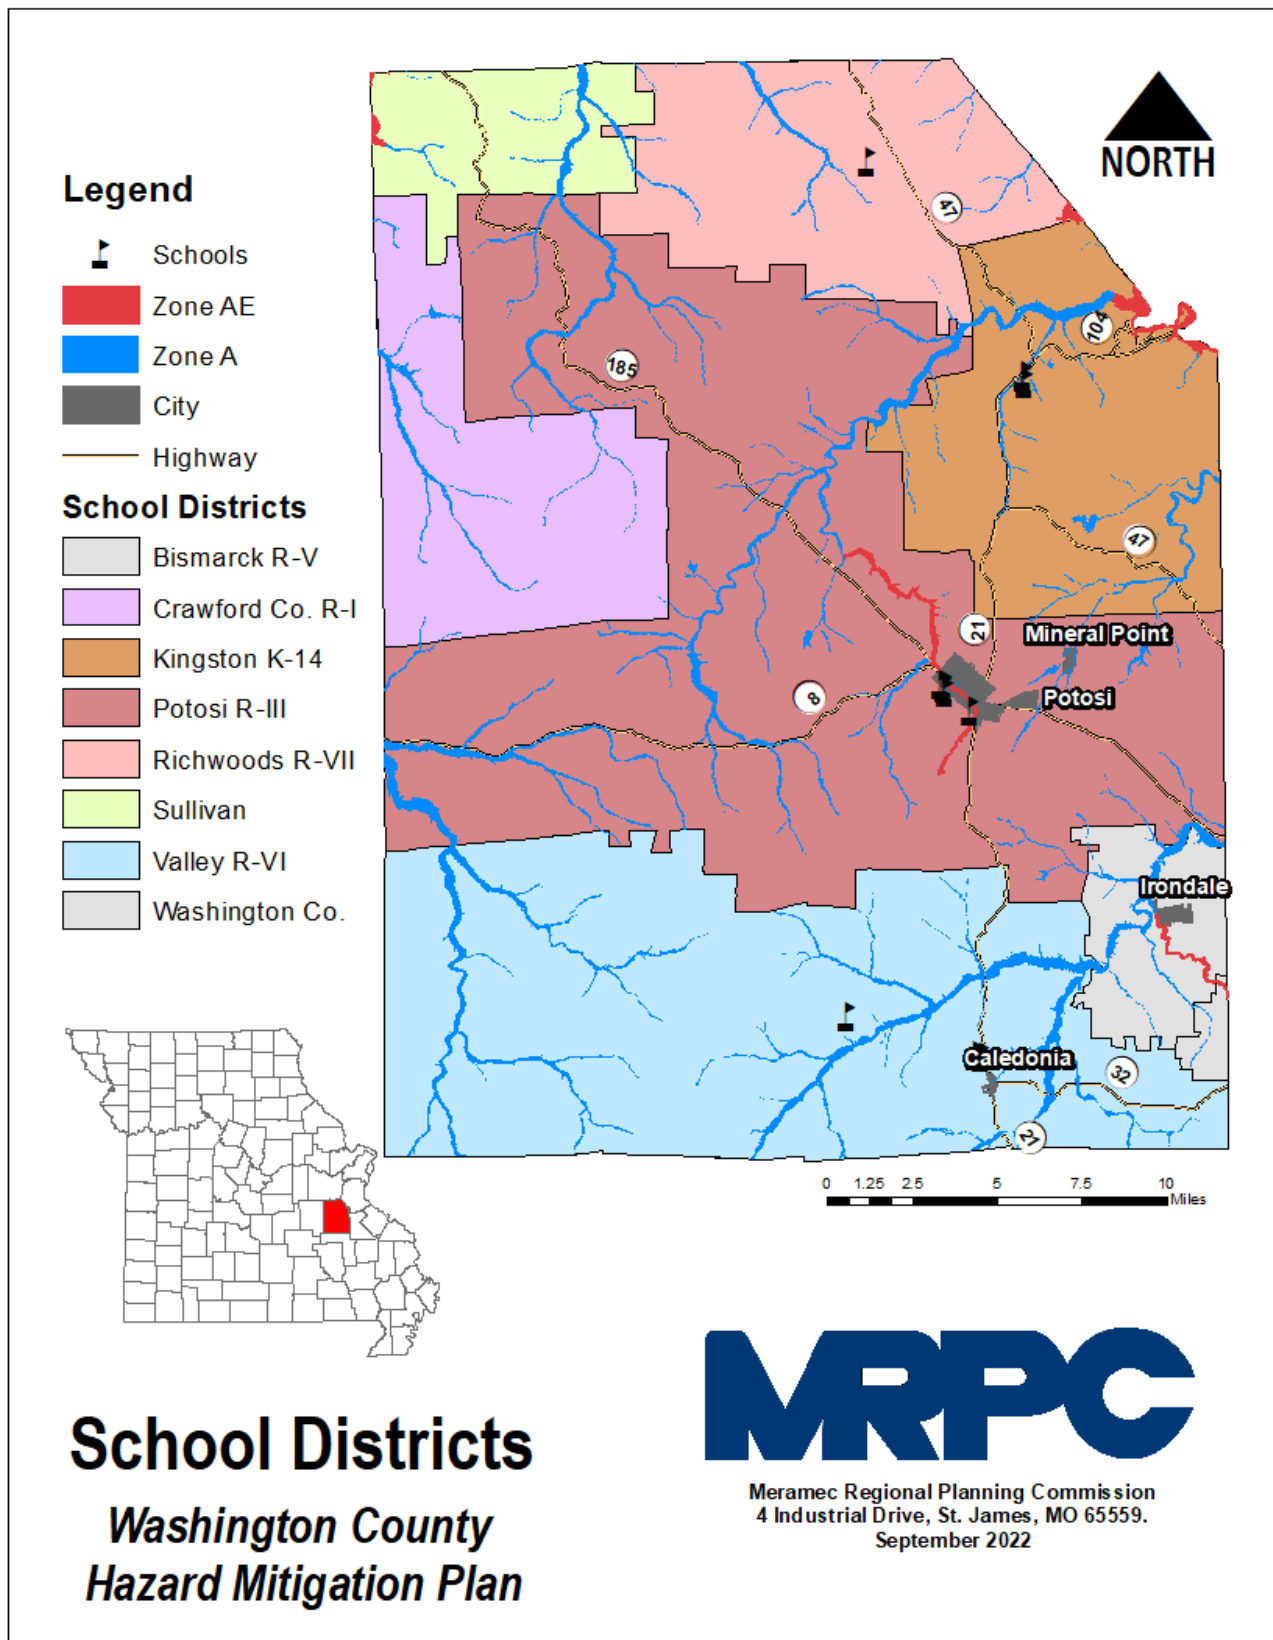 NORTH
Legend
Schools
Zone AE
Zone A
City
Highway
School Districts
Bismarck R-V
Crawford Co. R-I
Kingston K-14
Potosi R-III
Richwoods R-VII
Sullivan
Valley R-VI
Washington Co.
47
104
185
47
21
Mineral Point
8
Potosi
Irondale
Caledonia
32
21
0 1.25 2.5 5 7.5 10
Miles
MRPC
Meramec Regional Planning Commission
4 Industrial Drive, St. James, MO 65559.
September 2022
School Districts
Washington County
Hazard Mitigation Plan